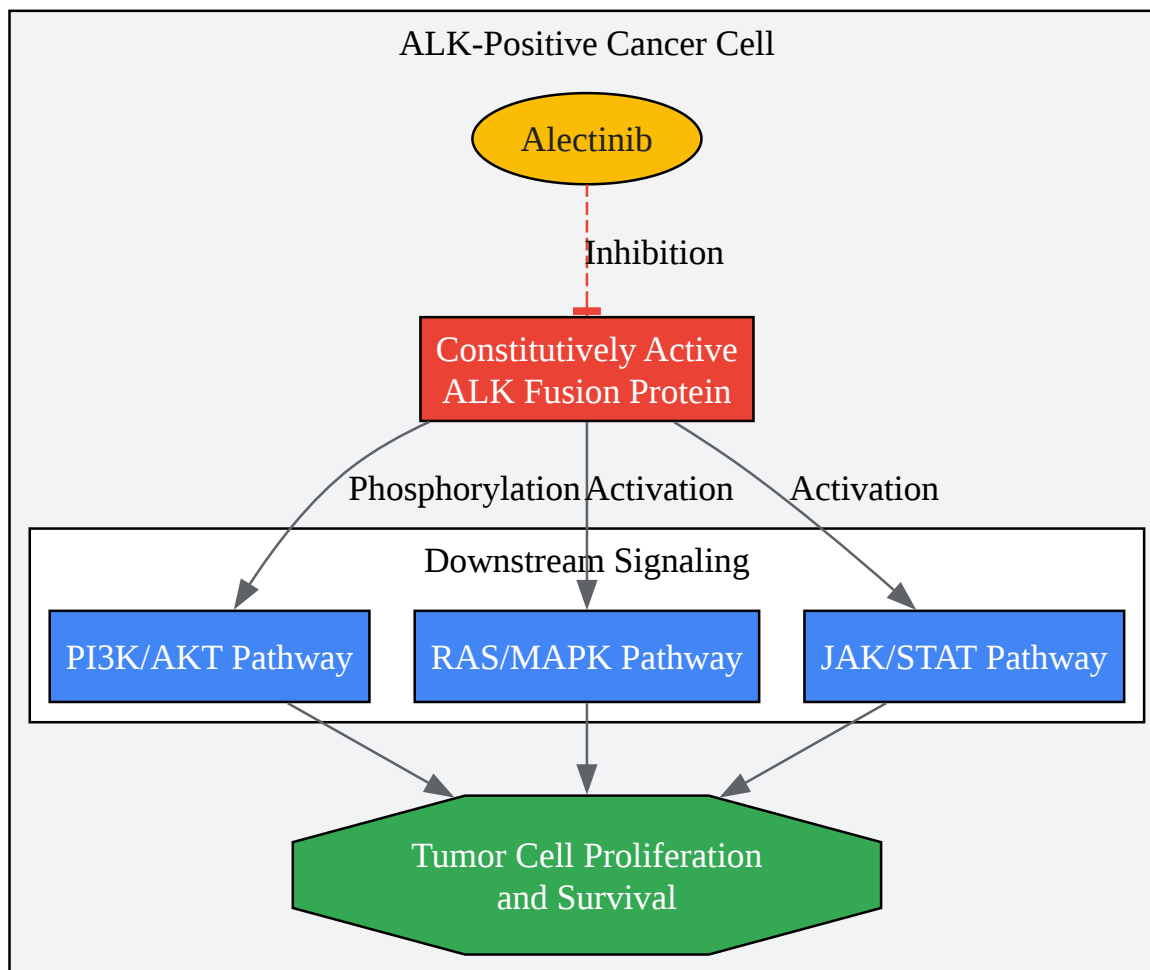 ALK-Positive Cancer Cell
Alectinib
Inhibition
Constitutively Active
ALK Fusion Protein
Phosphorylation
Activation
Activation
Downstream Signaling
PI3K/AKT Pathway
RAS/MAPK Pathway
JAK/STAT Pathway
Tumor Cell Proliferation
and Survival